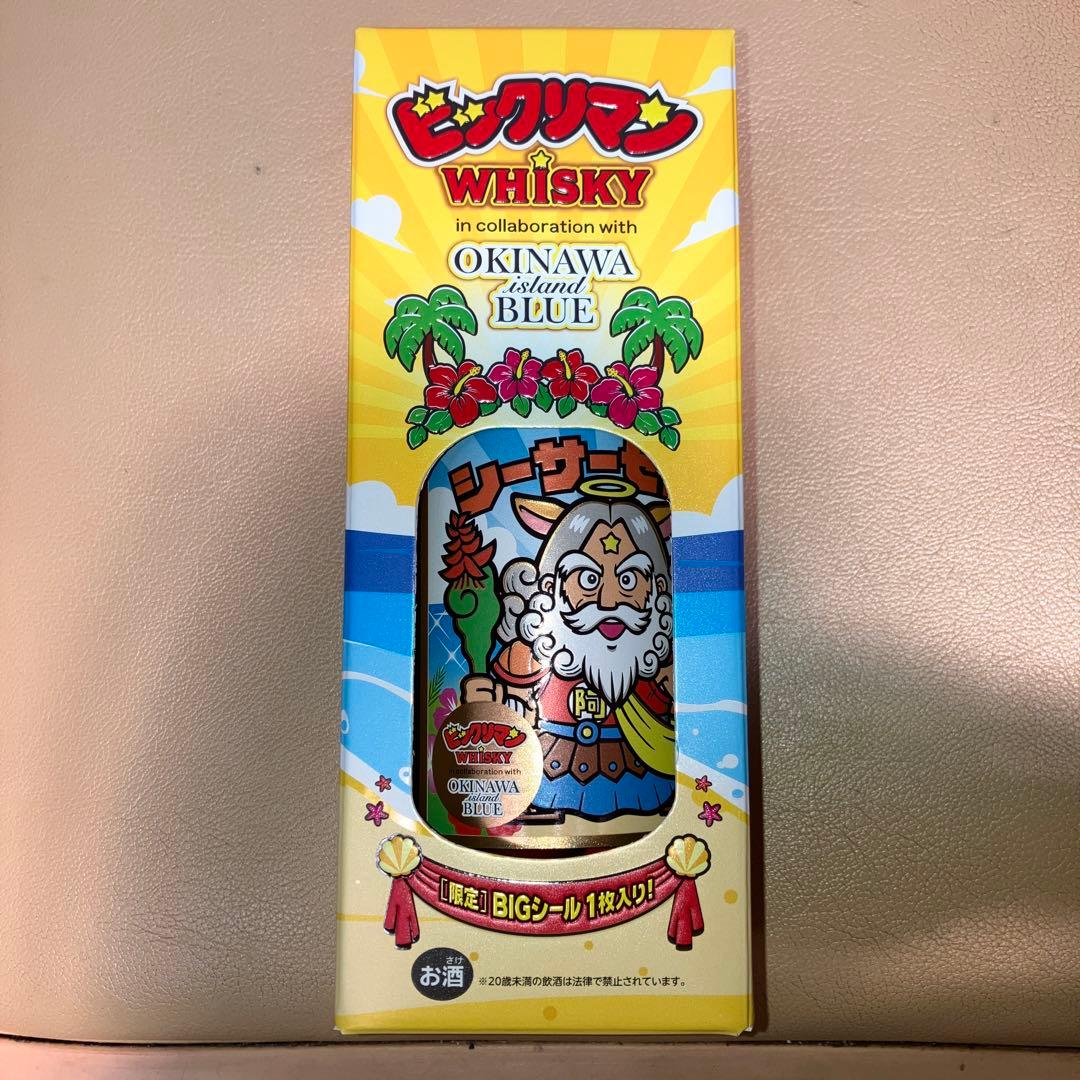 ビックリマン
WHISKY
in collaboration with
OKINAWA
island
BLUE
シーサーゼ
阿
ビックリマン
WHISKY
in collaboration with
OKINAWA
island
BLUE
[限定] BIGシール 1枚入り!
さけ
お酒
※20歳未満の飲酒は法律で禁止されています。